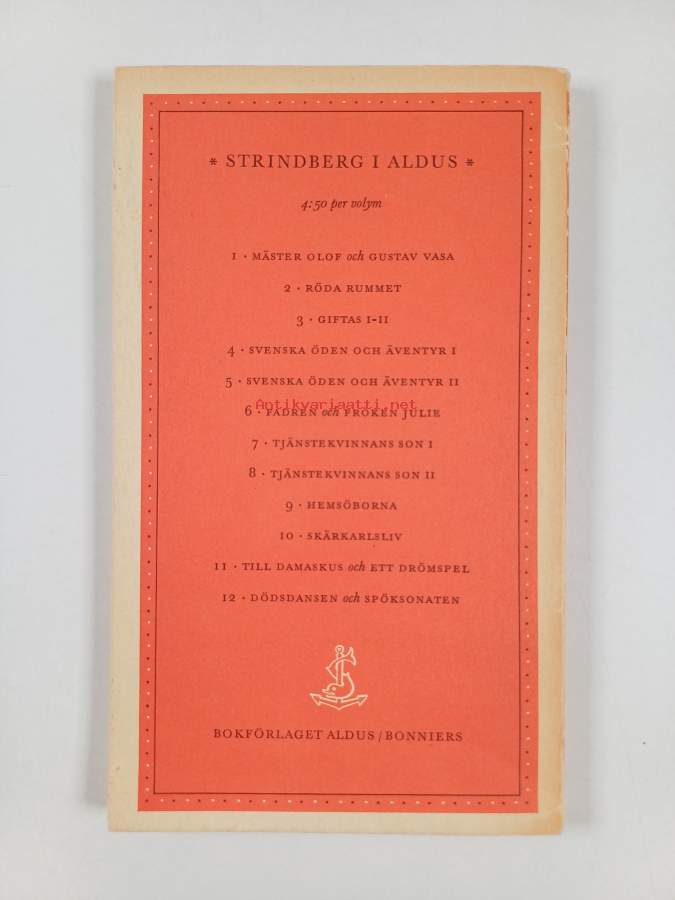 * STRINDBERG I ALDUS *
4:50 per volym
1 · MÄSTER OLOF och GUSTAV VASA
2 · RÖDA RUMMET
3 · GIFTAS I-II
4 · SVENSKA ÖDEN OCH ÄVENTYR I
5 · SVENSKA ÖDEN OCH ÄVENTYR II
Antikvariaatti.net
6 · FADREN och FRÖKEN JULIE
7 · TJÄNSTEKVINNANS SON I
8 · TJÄNSTEKVINNANS SON II
9 · HEMSÖBORNA
10 · SKÄRKARLSLIV
11 · TILL DAMASKUS och ETT DRÖMSPEL
12 · DÖDSDANSEN och SPÖKSONATEN
BOKFÖRLAGET ALDUS/BONNIERS